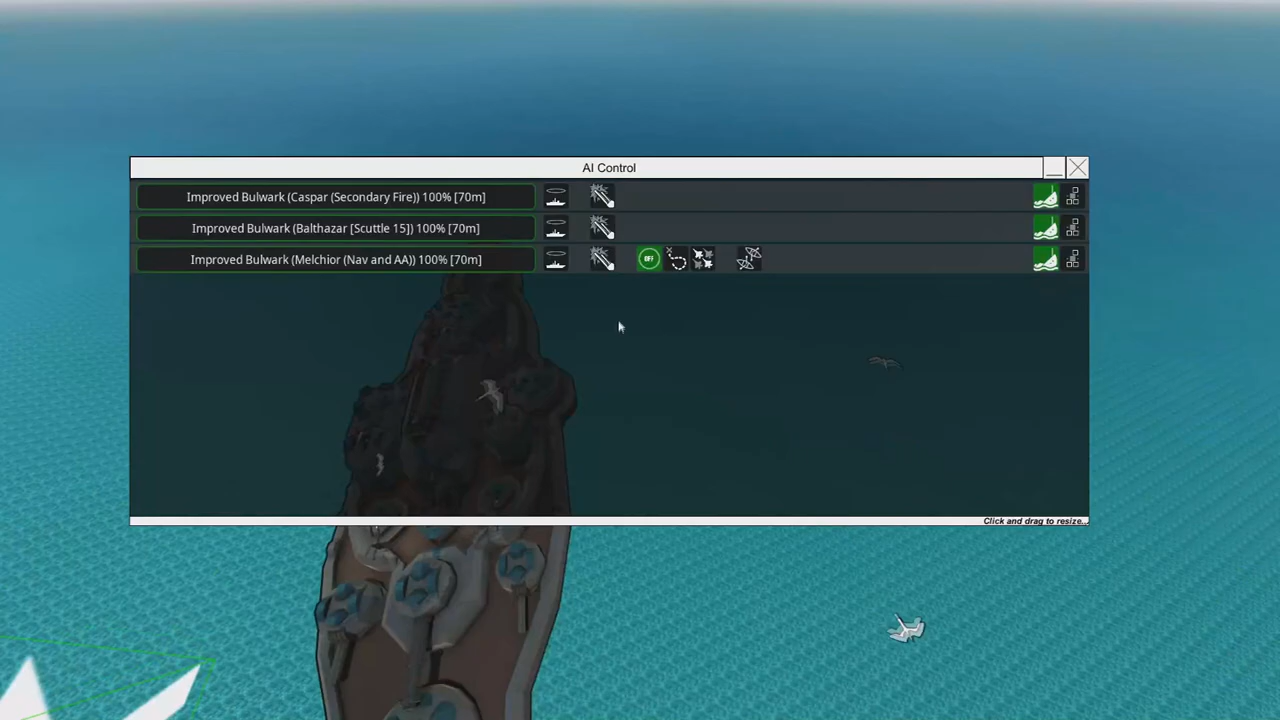 AI Control
Improved Bulwark (Caspar (Secondary Fire)) 100% [70m]
Improved Bulwark (Balthazar [Scuttle 15]) 100% [70m]
Improved Bulwark (Melchior (Nav and AA)) 100% [70m]
OFF
Click and drag to resize...